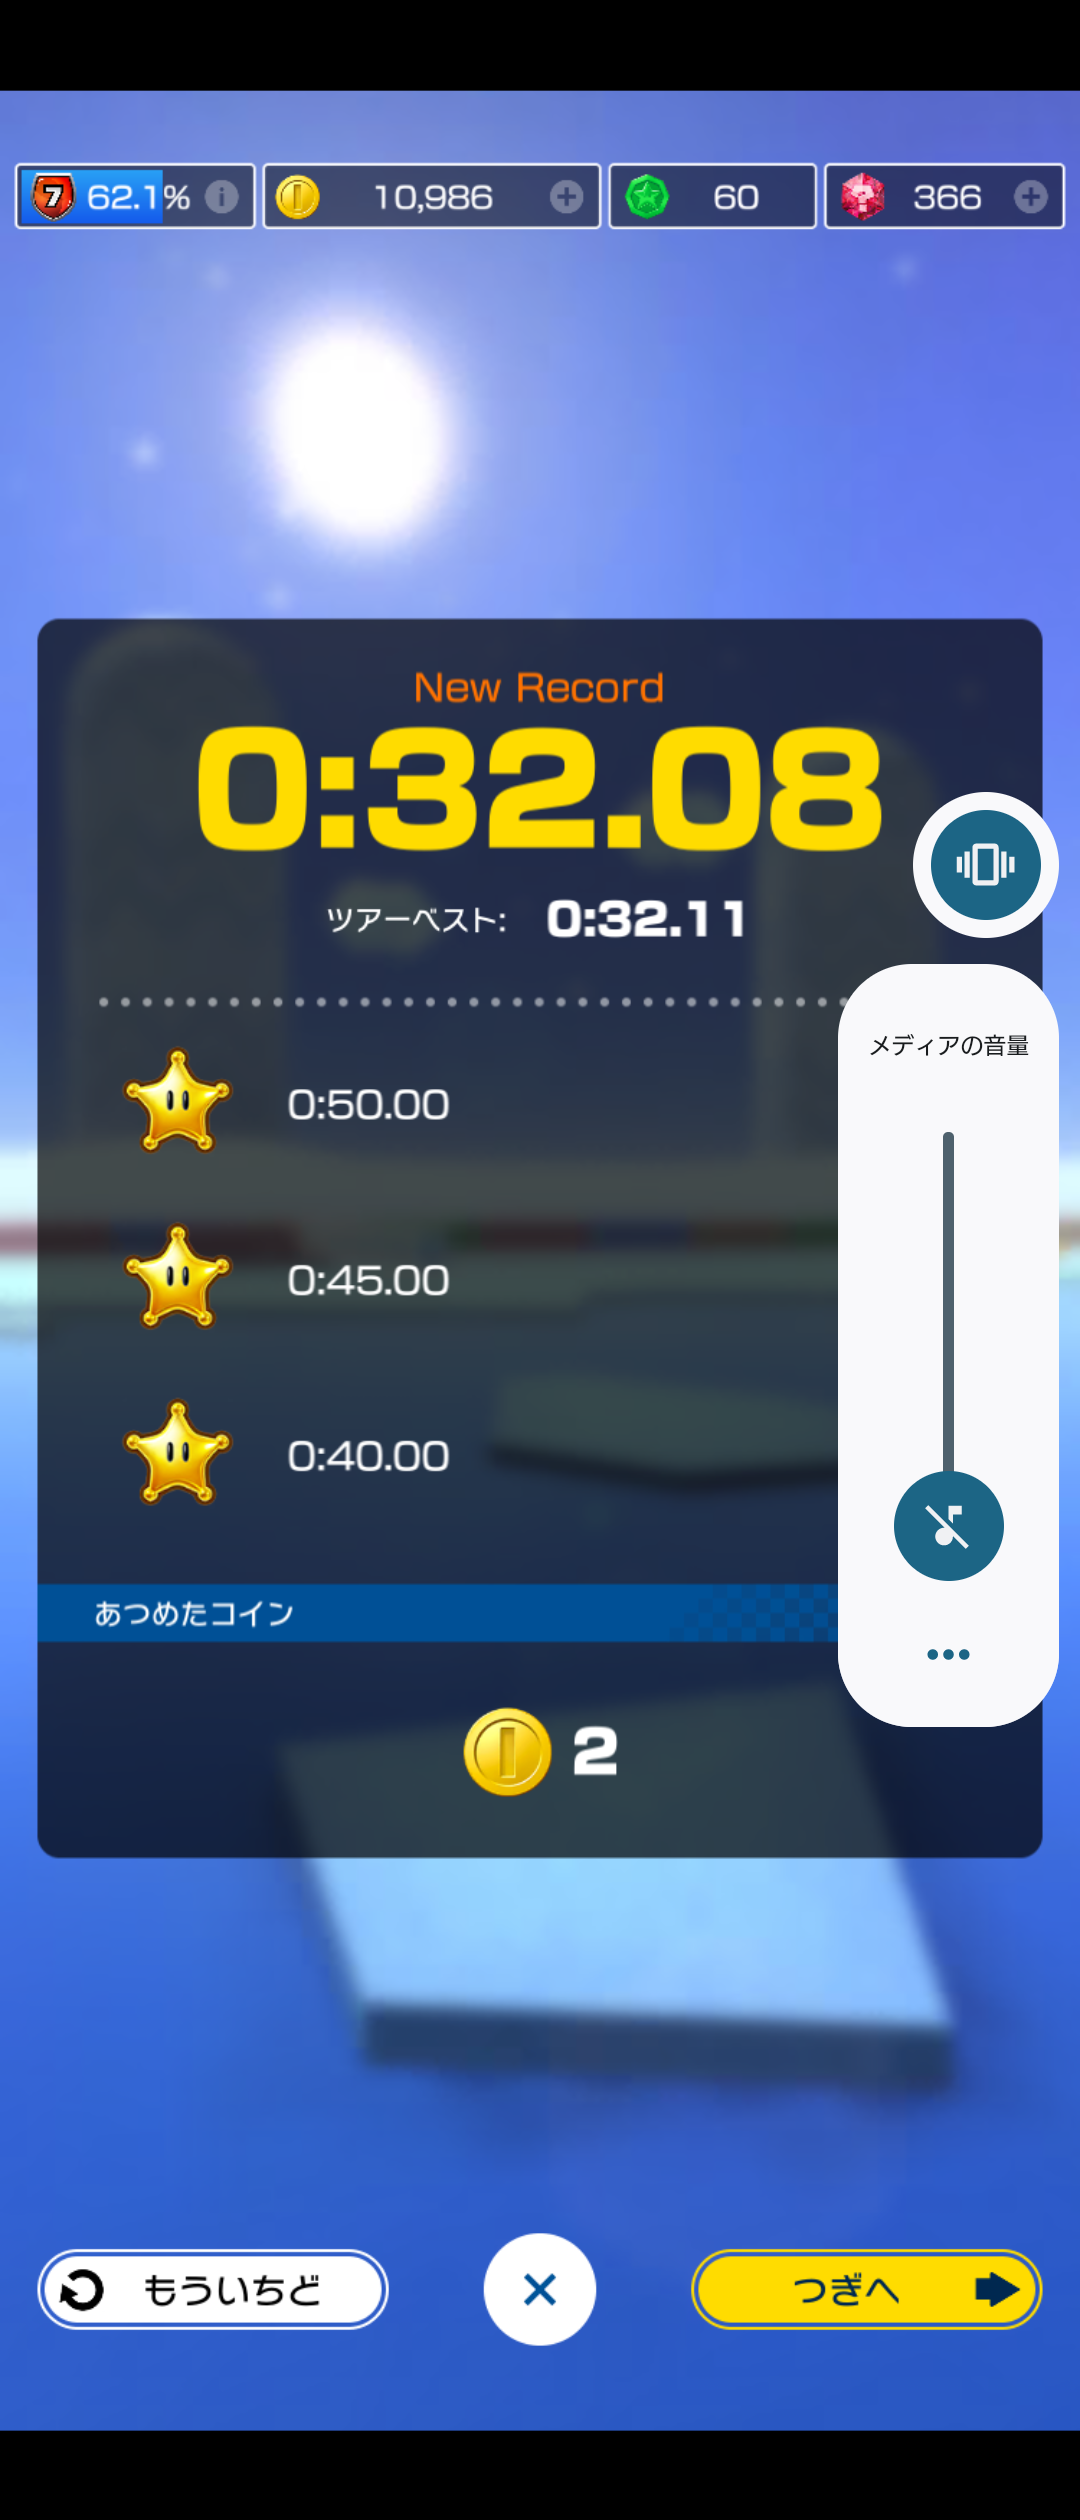 7 62.1% i 10,986 + 60 ? 366 +
New Record
0:32.08
ツアーベスト: 0:32.11
メディアの音量
0:50.00
0:45.00
0:40.00
あつめたコイン
2
もういちど × つぎへ